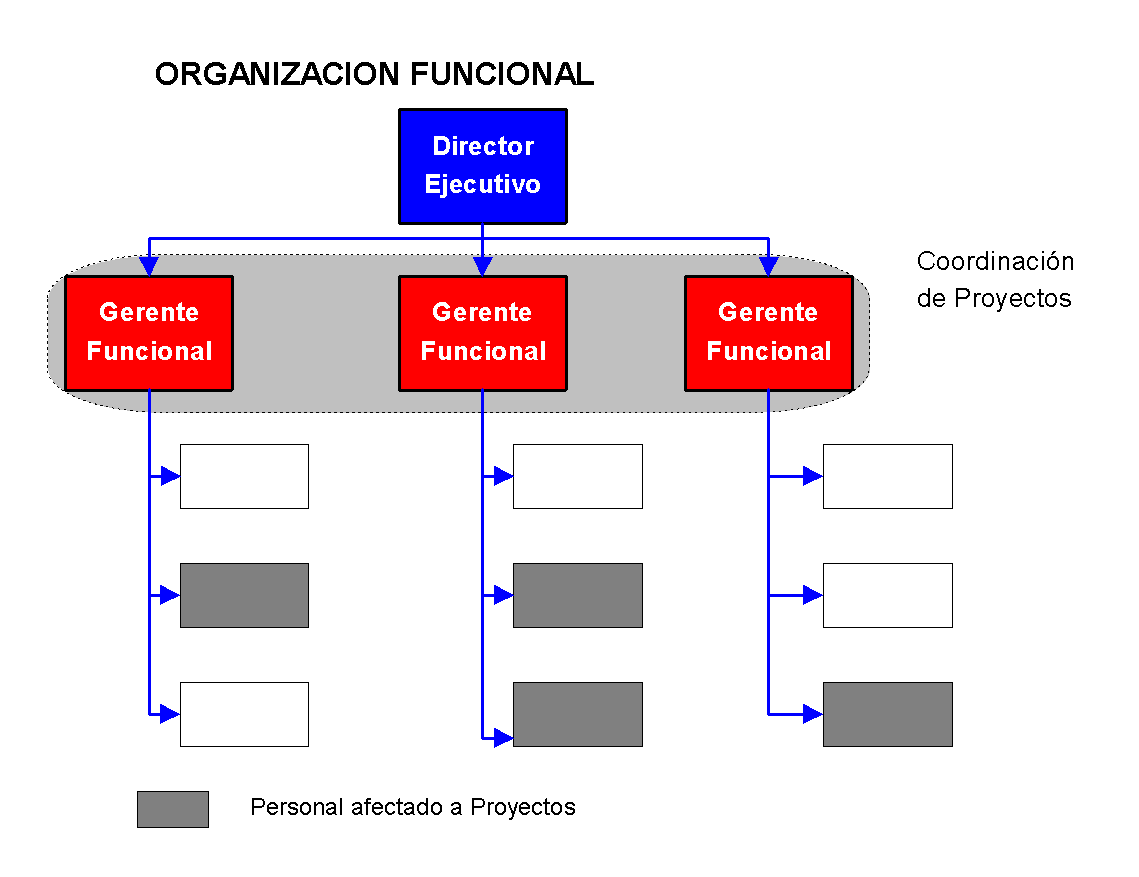 ORGANIZACION FUNCIONAL
Director
Ejecutivo
Coordinación
de Proyectos
Gerente
Funcional
Gerente
Funcional
Gerente
Funcional
Personal afectado a Proyectos